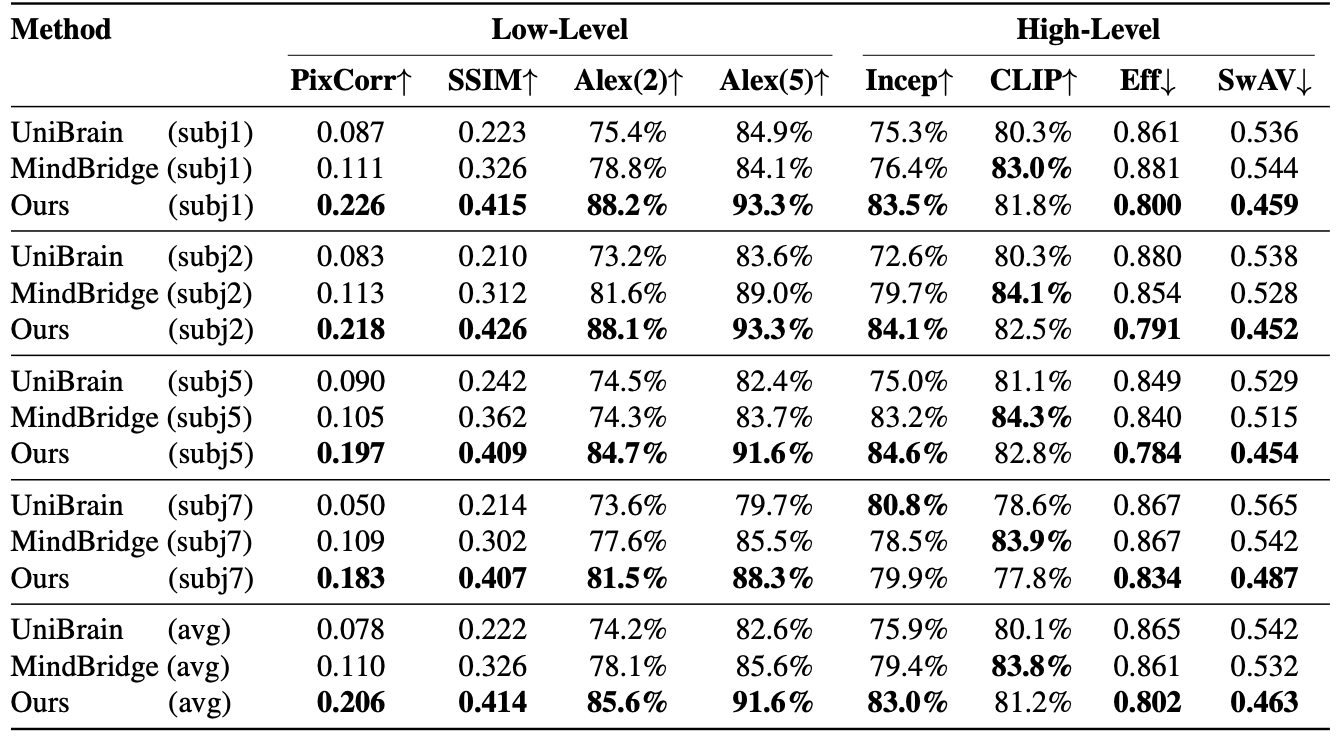 Method Low-Level High-Level
PixCorr↑ SSIM↑ Alex(2)↑ Alex(5)↑ Incep↑ CLIP↑ Eff↓ SwAV↓
UniBrain (subj1) 0.087 0.223 75.4% 84.9% 75.3% 80.3% 0.861 0.536
MindBridge (subj1) 0.111 0.326 78.8% 84.1% 76.4% 83.0% 0.881 0.544
Ours (subj1) 0.226 0.415 88.2% 93.3% 83.5% 81.8% 0.800 0.459
UniBrain (subj2) 0.083 0.210 73.2% 83.6% 72.6% 80.3% 0.880 0.538
MindBridge (subj2) 0.113 0.312 81.6% 89.0% 79.7% 84.1% 0.854 0.528
Ours (subj2) 0.218 0.426 88.1% 93.3% 84.1% 82.5% 0.791 0.452
UniBrain (subj5) 0.090 0.242 74.5% 82.4% 75.0% 81.1% 0.849 0.529
MindBridge (subj5) 0.105 0.362 74.3% 83.7% 83.2% 84.3% 0.840 0.515
Ours (subj5) 0.197 0.409 84.7% 91.6% 84.6% 82.8% 0.784 0.454
UniBrain (subj7) 0.050 0.214 73.6% 79.7% 80.8% 78.6% 0.867 0.565
MindBridge (subj7) 0.109 0.302 77.6% 85.5% 78.5% 83.9% 0.867 0.542
Ours (subj7) 0.183 0.407 81.5% 88.3% 79.9% 77.8% 0.834 0.487
UniBrain (avg) 0.078 0.222 74.2% 82.6% 75.9% 80.1% 0.865 0.542
MindBridge (avg) 0.110 0.326 78.1% 85.6% 79.4% 83.8% 0.861 0.532
Ours (avg) 0.206 0.414 85.6% 91.6% 83.0% 81.2% 0.802 0.463